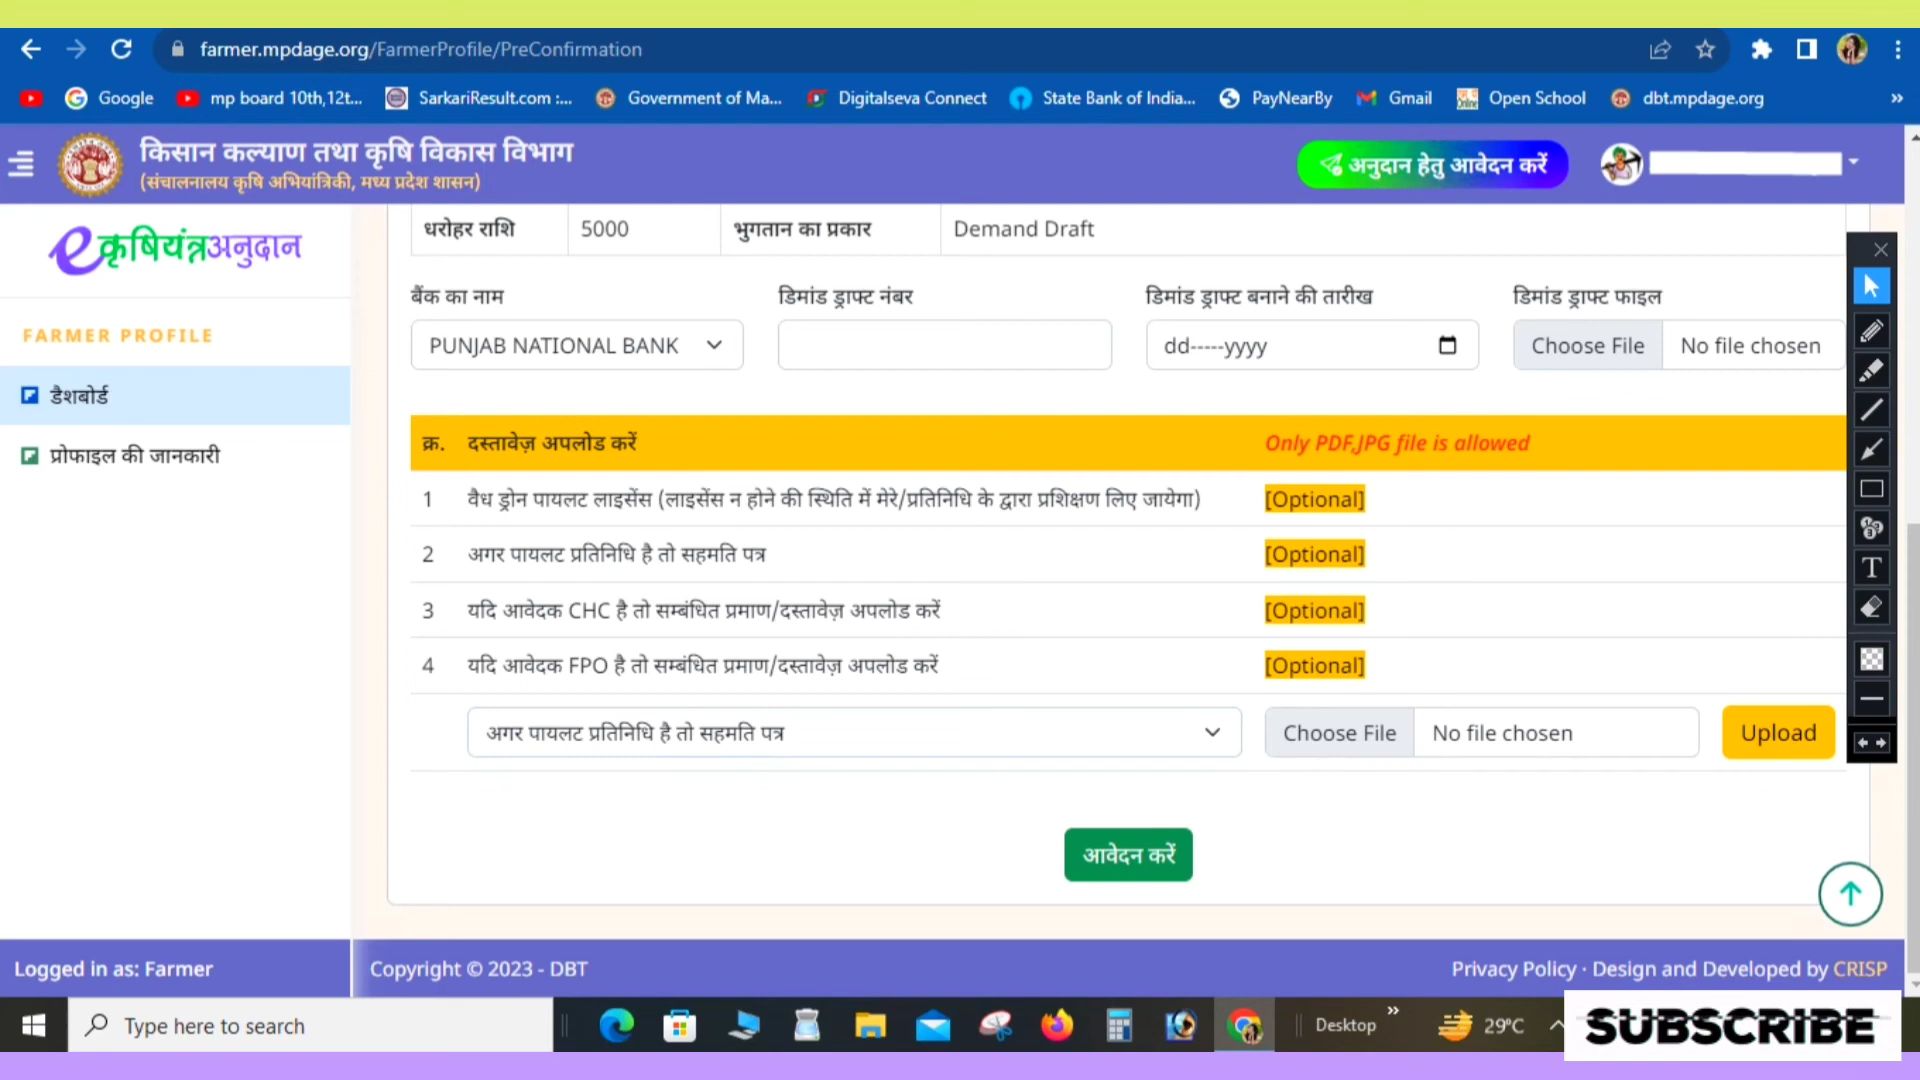 farmer.mpdage.org/FarmerProfile/PreConfirmation
Google mp board 10th,12t... SarkariResult.com :... Government of Ma... Digitalseva Connect State Bank of India... PayNearBy Gmail Open School dbt.mpdage.org »
किसान कल्याण तथा कृषि विकास विभाग
(संचालनालय कृषि अभियांत्रिकी, मध्य प्रदेश शासन)
अनुदान हेतु आवेदन करें
e कृषियंत्रअनुदान
FARMER PROFILE
डैशबोर्ड
प्रोफाइल की जानकारी
धरोहर राशि 5000 भुगतान का प्रकार Demand Draft
बैंक का नाम डिमांड ड्राफ्ट नंबर डिमांड ड्राफ्ट बनाने की तारीख डिमांड ड्राफ्ट फाइल
PUNJAB NATIONAL BANK dd-----yyyy Choose File No file chosen
क्र. दस्तावेज़ अपलोड करें Only PDF,JPG file is allowed
1 वैध ड्रोन पायलट लाइसेंस (लाइसेंस न होने की स्थिति में मेरे/प्रतिनिधि के द्वारा प्रशिक्षण लिए जायेगा) [Optional]
2 अगर पायलट प्रतिनिधि है तो सहमति पत्र [Optional]
3 यदि आवेदक CHC है तो सम्बंधित प्रमाण/दस्तावेज़ अपलोड करें [Optional]
4 यदि आवेदक FPO है तो सम्बंधित प्रमाण/दस्तावेज़ अपलोड करें [Optional]
अगर पायलट प्रतिनिधि है तो सहमति पत्र Choose File No file chosen Upload
आवेदन करें
Logged in as: Farmer Copyright © 2023 - DBT Privacy Policy · Design and Developed by CRISP
Type here to search Desktop » 29°C
SUBSCRIBE